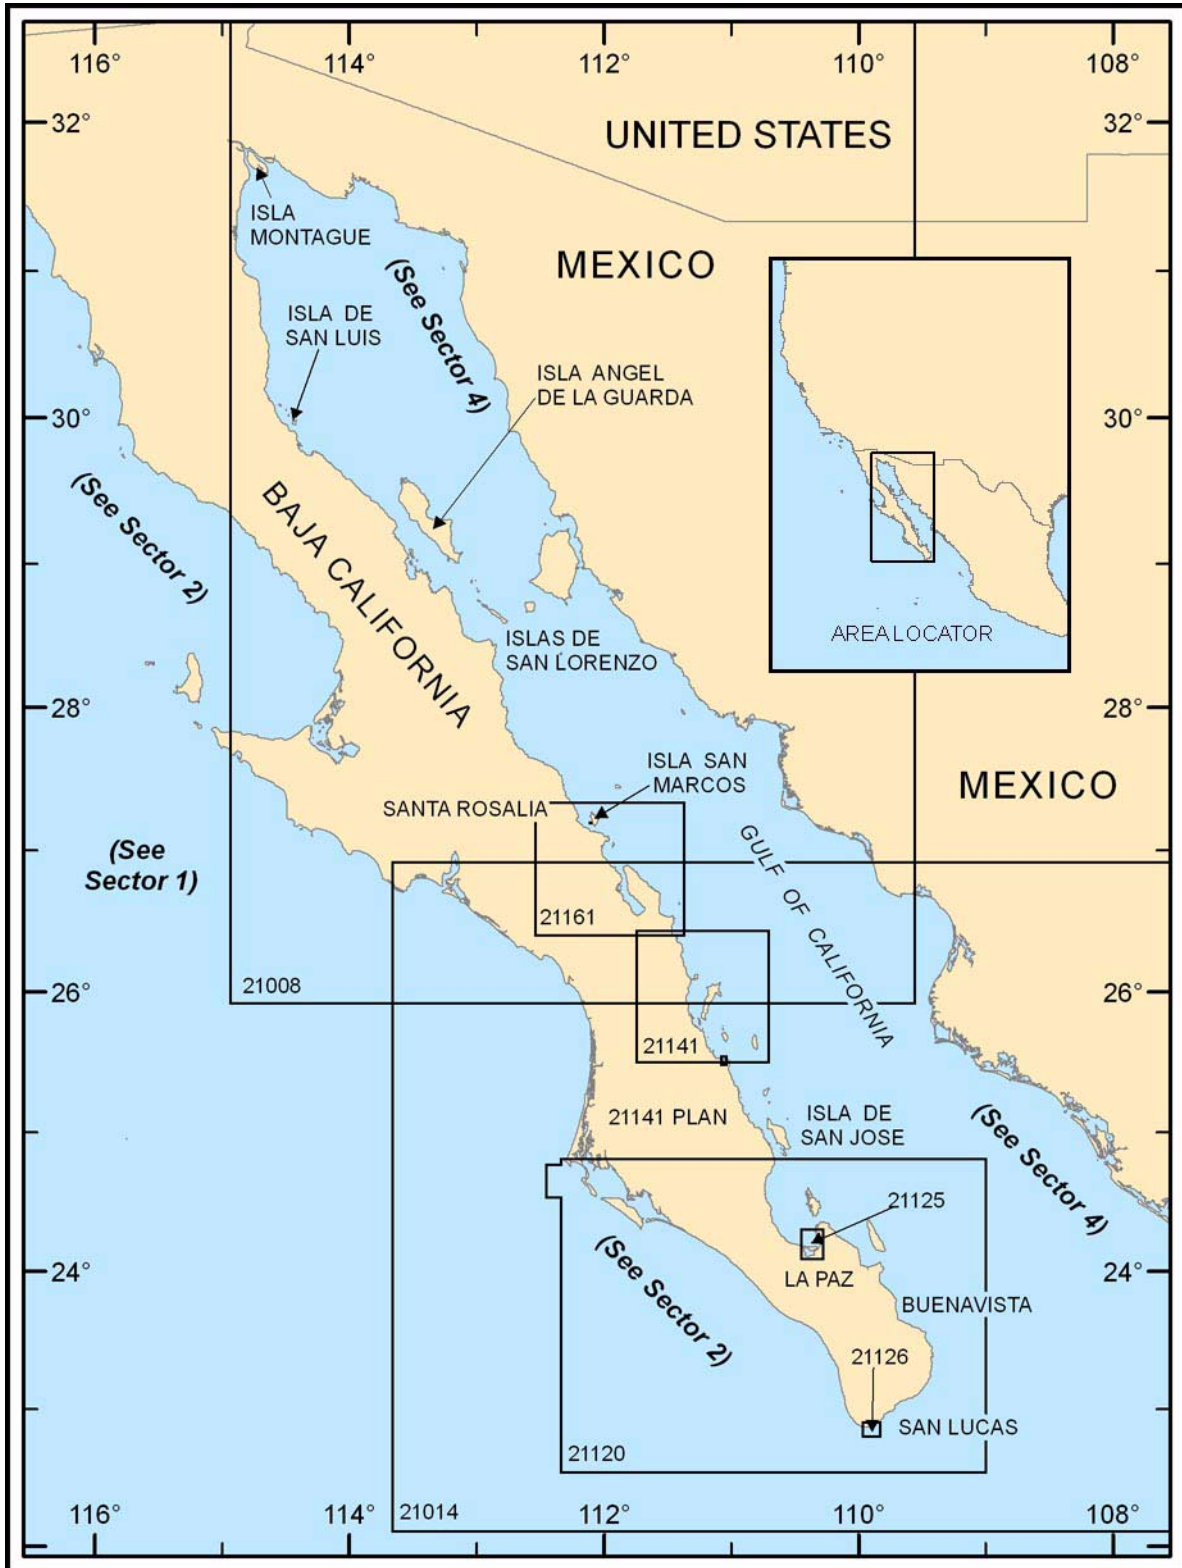 116°
114°
112°
110°
108°
32°
UNITED STATES
32°
ISLA
MONTAGUE
MEXICO
(See Sector 4)
ISLA DE
SAN LUIS
ISLA ANGEL
DE LA GUARDA
30°
30°
(See Sector 2)
BAJA CALIFORNIA
AREA LOCATOR
ISLAS DE
SAN LORENZO
28°
28°
ISLA SAN
MARCOS
MEXICO
SANTA ROSALIA
GULF OF CALIFORNIA
(See
Sector 1)
21161
21008
26°
26°
21141
21141 PLAN
ISLA DE
SAN JOSE
(See Sector 4)
21125
(See Sector 2)
24°
LA PAZ
24°
BUENAVISTA
21126
SAN LUCAS
21120
21014
116°
114°
112°
110°
108°